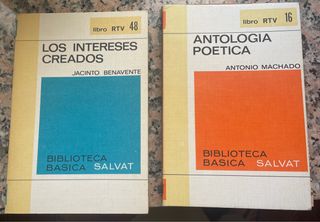 libro RTV 48
LOS INTERESES
CREADOS
JACINTO BENAVENTE
BIBLIOTECA
BASICA SALVAT
libro RTV 16
ANTOLOGIA
POETICA
ANTONIO MACHADO
BIBLIOTECA
BASICA SALVAT